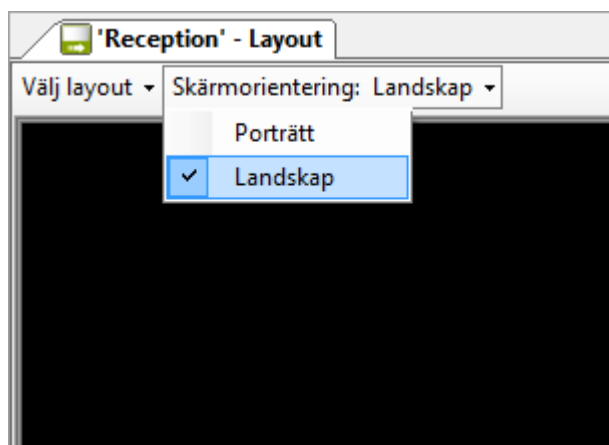 'Reception' - Layout
Välj layout Skärmorientering: Landskap
Porträtt
Landskap